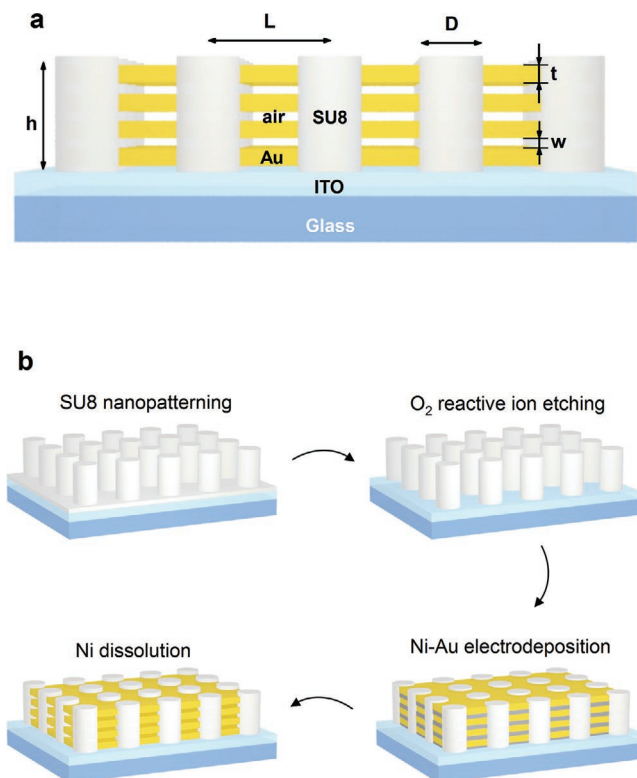 a
L
D
t
h
air
SU8
w
Au
ITO
Glass
b
SU8 nanopatterning
O₂ reactive ion etching
Ni dissolution
Ni-Au electrodeposition